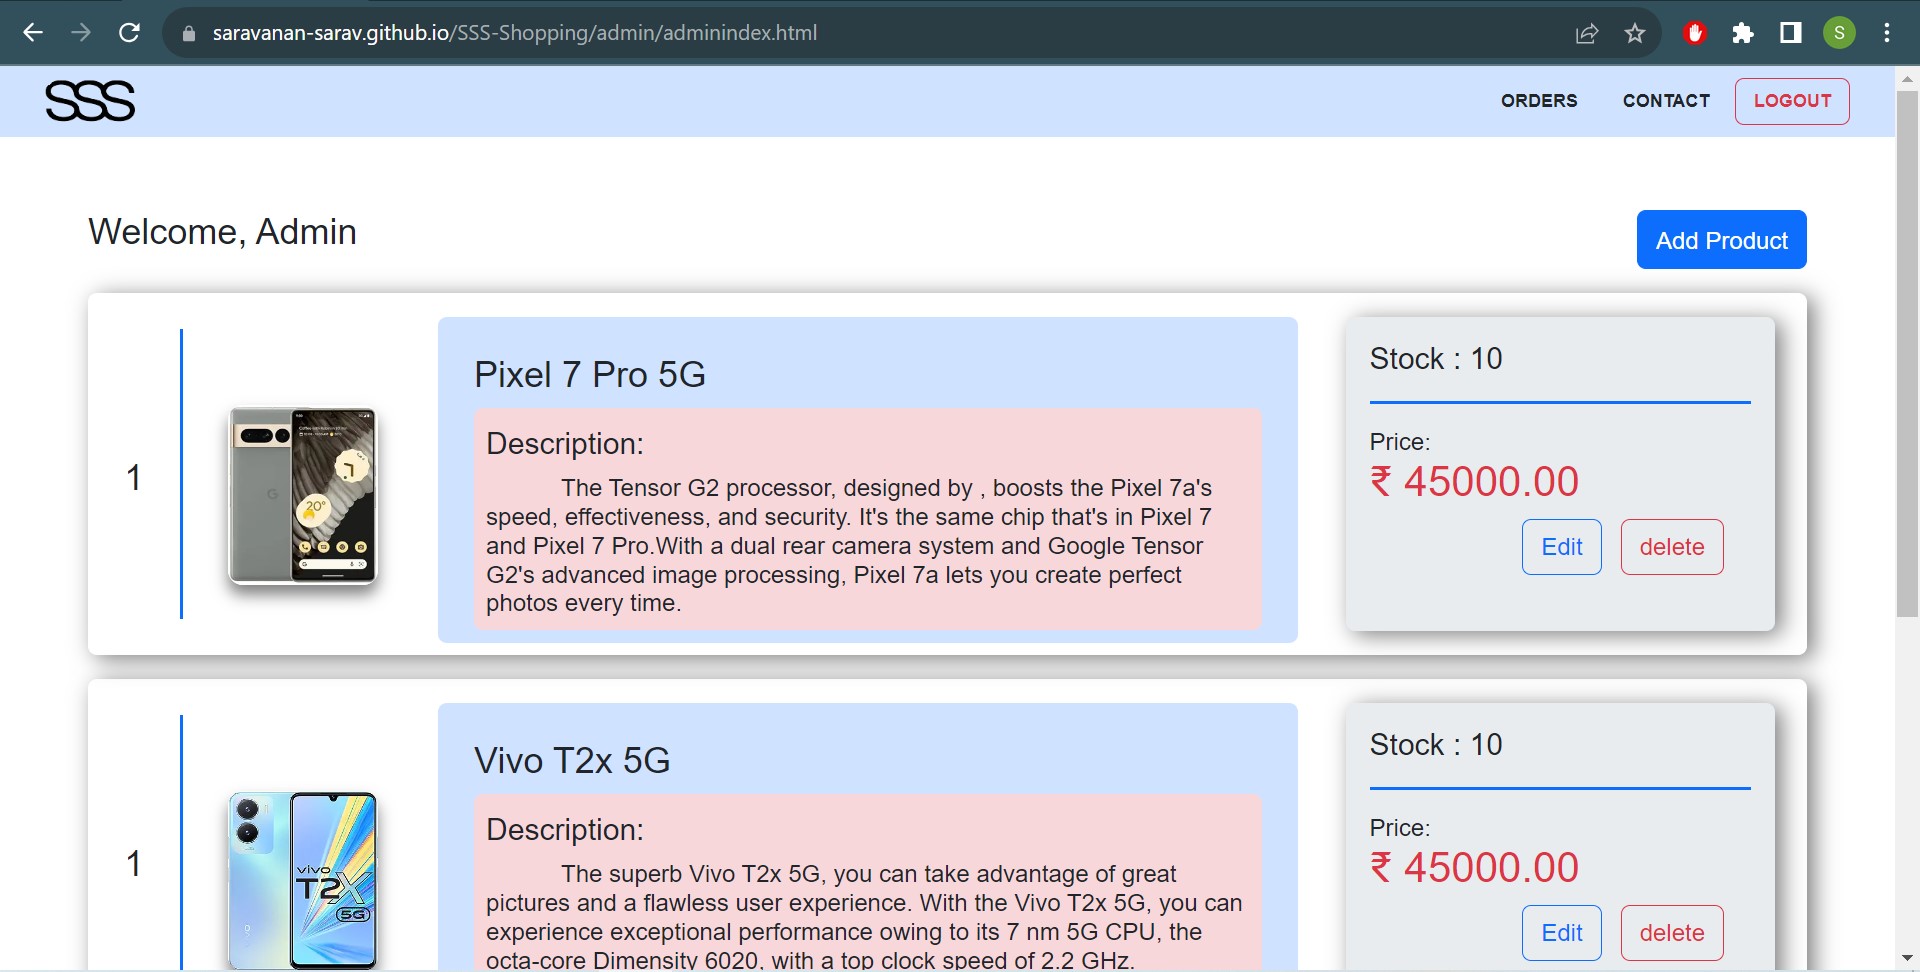 saravanan-sarav.github.io/SSS-Shopping/admin/adminindex.html
S
SSS
ORDERS
CONTACT
LOGOUT
Welcome, Admin
Add Product
1
20°
G
Pixel 7 Pro 5G
Description:
The Tensor G2 processor, designed by , boosts the Pixel 7a's
speed, effectiveness, and security. It's the same chip that's in Pixel 7
and Pixel 7 Pro.With a dual rear camera system and Google Tensor
G2's advanced image processing, Pixel 7a lets you create perfect
photos every time.
Stock : 10
Price:
₹ 45000.00
Edit
delete
1
vivo
T2X
5G
Vivo T2x 5G
Description:
The superb Vivo T2x 5G, you can take advantage of great
pictures and a flawless user experience. With the Vivo T2x 5G, you can
experience exceptional performance owing to its 7 nm 5G CPU, the
octa-core Dimensity 6020, with a top clock speed of 2.2 GHz.
Stock : 10
Price:
₹ 45000.00
Edit
delete